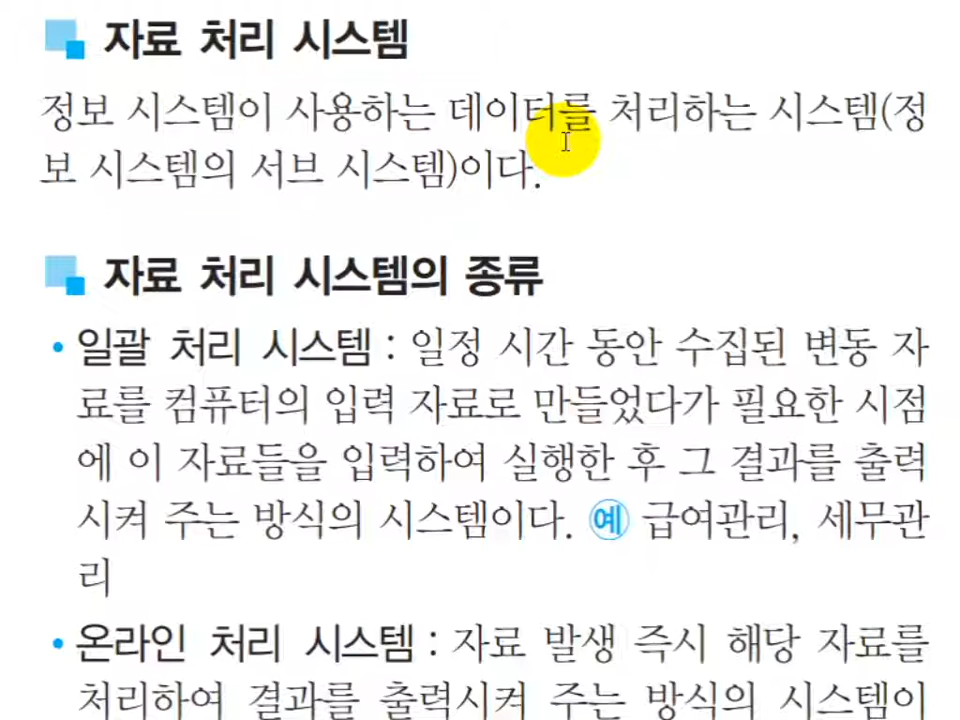 자료 처리 시스템
정보 시스템이 사용하는 데이터를 처리하는 시스템(정
보 시스템의 서브 시스템)이다.
자료 처리 시스템의 종류
• 일괄 처리 시스템 : 일정 시간 동안 수집된 변동 자
료를 컴퓨터의 입력 자료로 만들었다가 필요한 시점
에 이 자료들을 입력하여 실행한 후 그 결과를 출력
시켜 주는 방식의 시스템이다. 예 급여관리, 세무관
리
• 온라인 처리 시스템 : 자료 발생 즉시 해당 자료를
처리하여 결과를 출력시켜 주는 방식의 시스템이